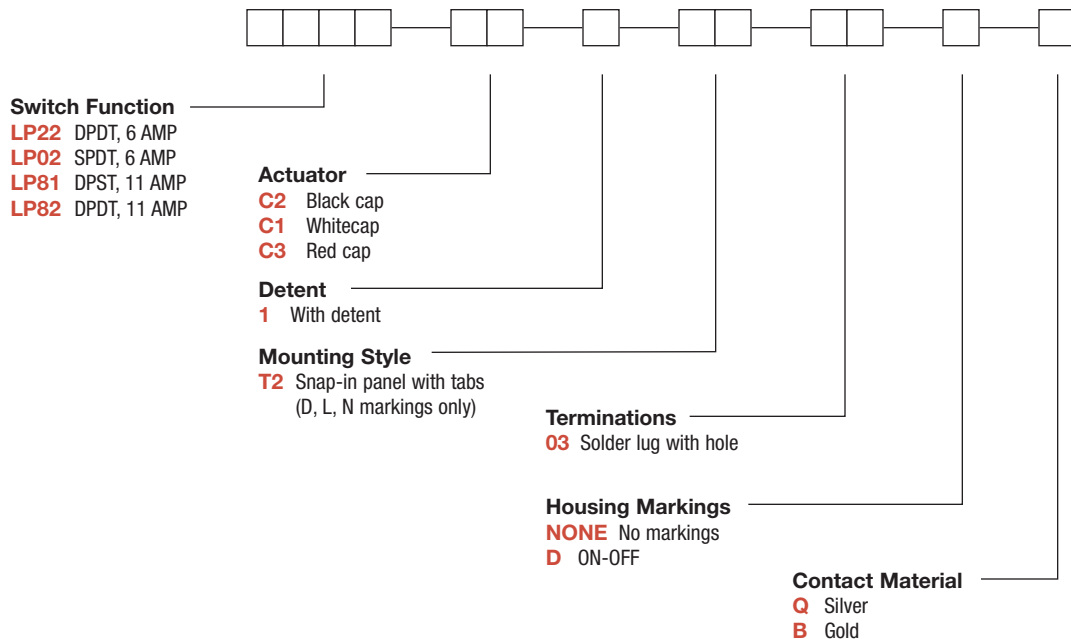 Switch Function
LP22 DPDT, 6 AMP
LP02 SPDT, 6 AMP
LP81 DPST, 11 AMP
LP82 DPDT, 11 AMP
Actuator
C2 Black cap
C1 Whitecap
C3 Red cap
Detent
1 With detent
Mounting Style
T2 Snap-in panel with tabs
(D, L, N markings only)
Terminations
03 Solder lug with hole
Housing Markings
NONE No markings
D ON-OFF
Contact Material
Q Silver
B Gold